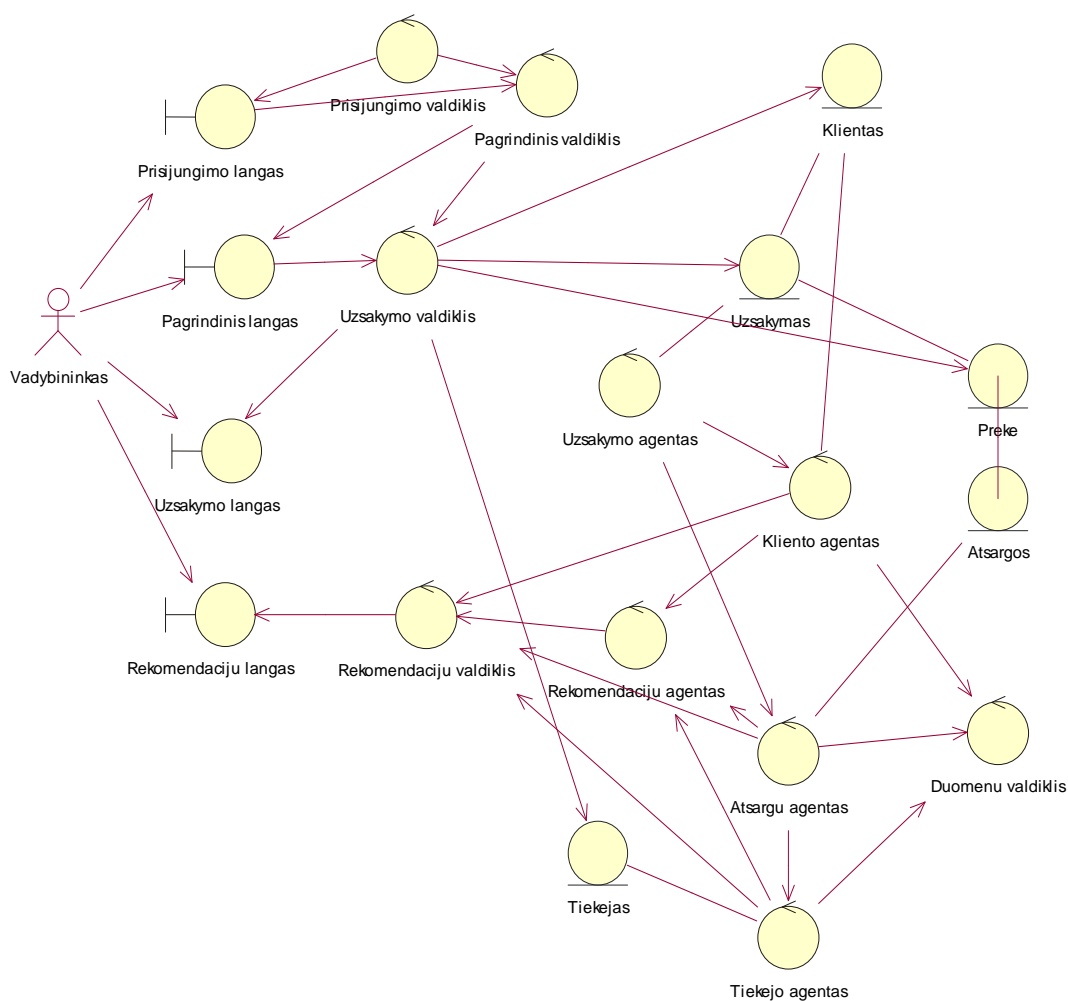 Prisijungimo valdiklis
Klientas
Pagrindinis valdiklis
Prisijungimo langas
Pagrindinis langas
Uzsakymo valdiklis
Uzsakymas
Vadybininkas
Preke
Uzsakymo agentas
Uzsakymo langas
Kliento agentas
Atsargos
Rekomendaciju langas
Rekomendaciju valdiklis
Rekomendaciju agentas
Duomenu valdiklis
Atsargu agentas
Tiekejas
Tiekejo agentas